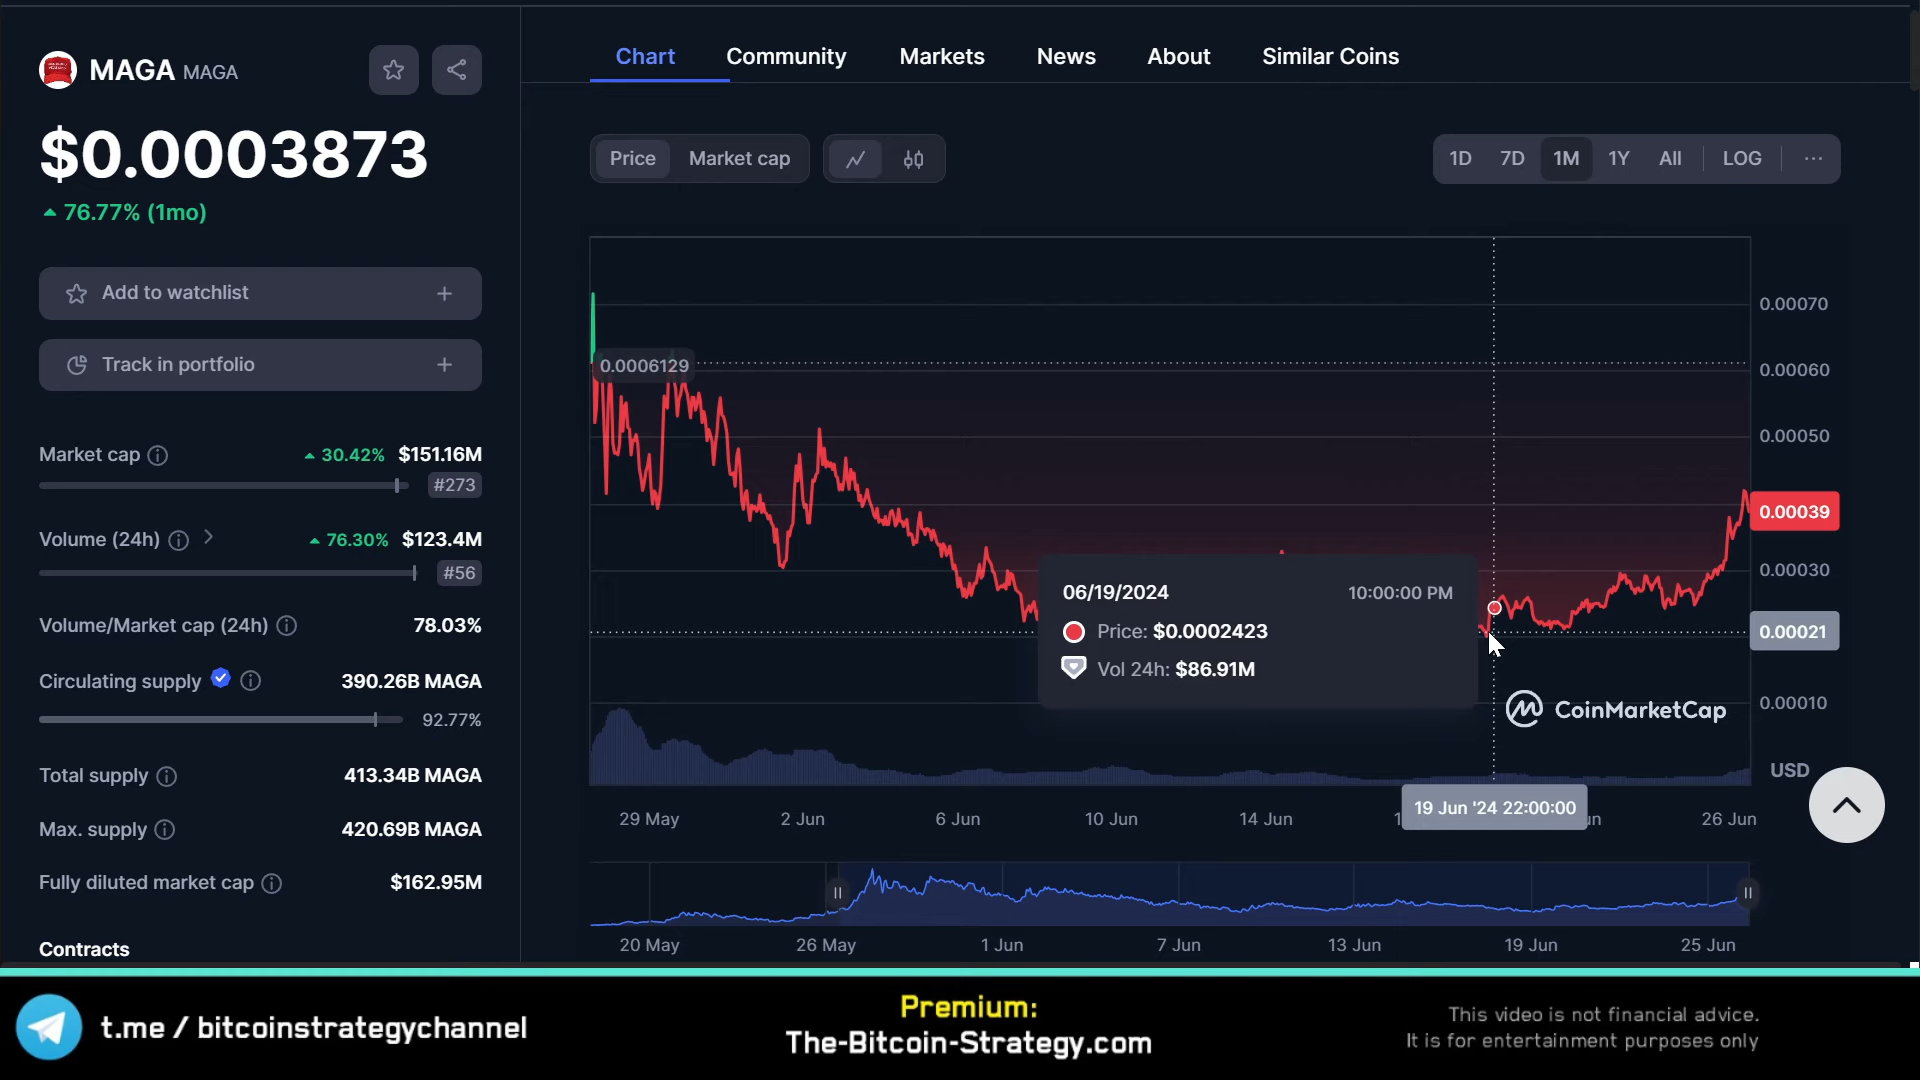 MAGA MAGA
$0.0003873
76.77% (1mo)
Add to watchlist
Track in portfolio
Market cap 30.42% $151.16M
#273
Volume (24h) 76.30% $123.4M
#56
Volume/Market cap (24h) 78.03%
Circulating supply 390.26B MAGA
92.77%
Total supply 413.34B MAGA
Max. supply 420.69B MAGA
Fully diluted market cap $162.95M
Contracts
Chart Community Markets News About Similar Coins
Price Market cap
1D 7D 1M 1Y All LOG
0.00070
0.0006129
0.00060
0.00050
0.00039
0.00030
0.00021
0.00010
USD
06/19/2024 10:00:00 PM
Price: $0.0002423
Vol 24h: $86.91M
CoinMarketCap
29 May 2 Jun 6 Jun 10 Jun 14 Jun 19 Jun '24 22:00:00 26 Jun
20 May 26 May 1 Jun 7 Jun 13 Jun 19 Jun 25 Jun
t.me / bitcoinstrategychannel
Premium:
The-Bitcoin-Strategy.com
This video is not financial advice.
It is for entertainment purposes only